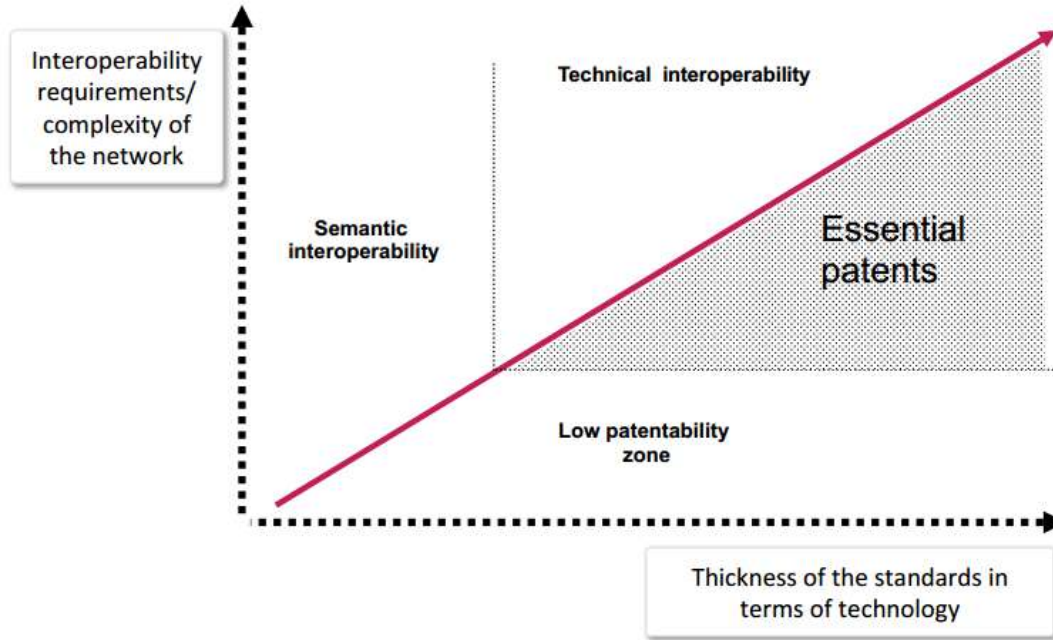 Interoperability
requirements/
complexity of
the network
Technical interoperability
Semantic
interoperability
Essential
patents
Low patentability
zone
Thickness of the standards in
terms of technology